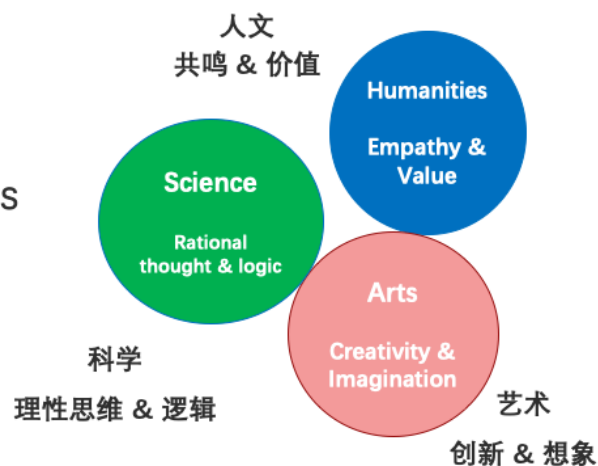 人文
共鸣 & 价值
Humanities
Empathy &
Value
S
Science
Rational
thought & logic
Arts
Creativity &
Imagination
科学
理性思维 & 逻辑
艺术
创新 & 想象